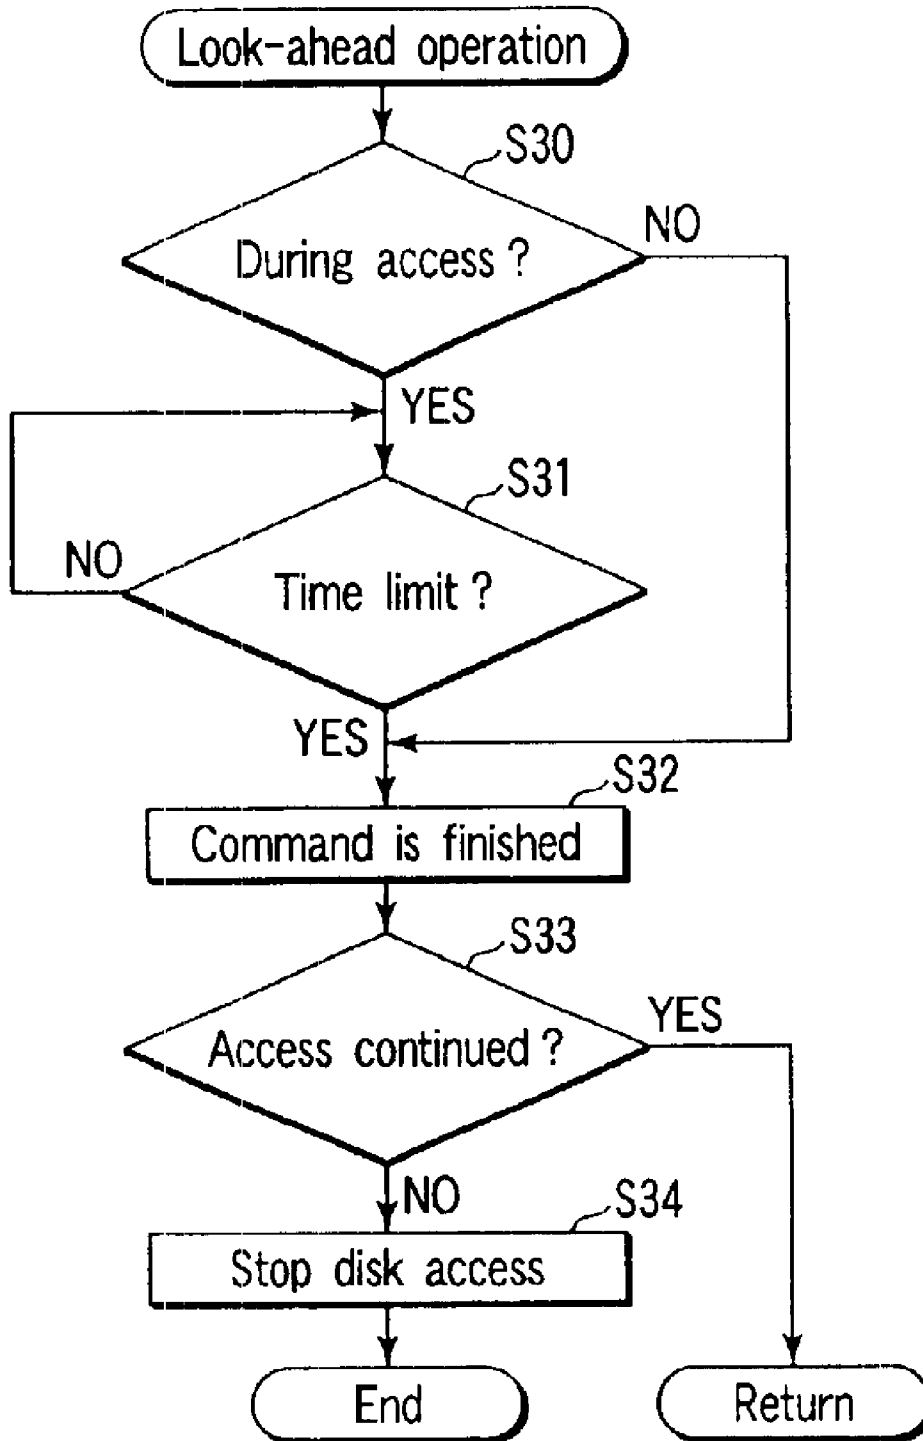 Look-ahead operation
S30
During access ?
NO
YES
S31
Time limit ?
NO
YES
S32
Command is finished
S33
Access continued ?
YES
NO
S34
Stop disk access
End
Return